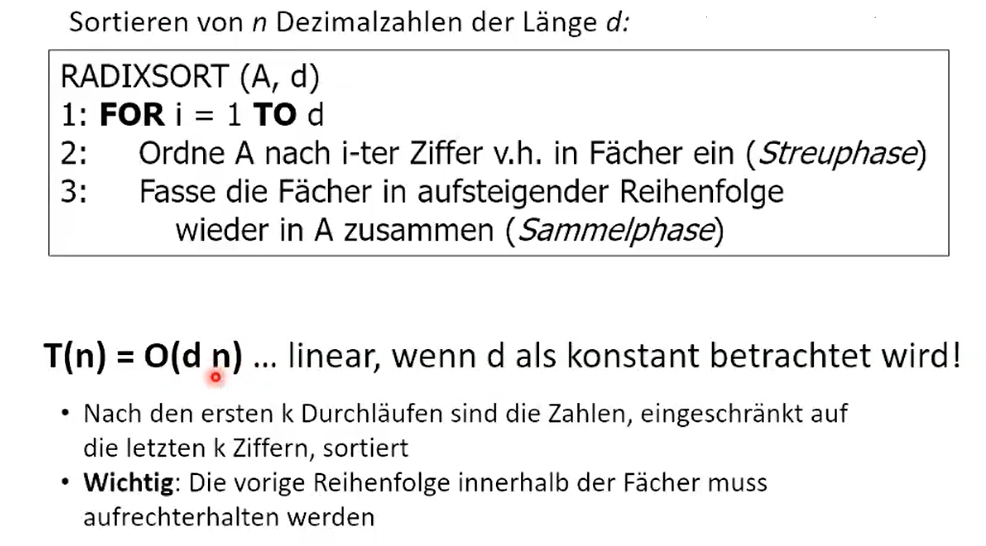 Sortieren von n Dezimalzahlen der Länge d:
RADIXSORT (A, d)
1: FOR i = 1 TO d
2: Ordne A nach i-ter Ziffer v.h. in Fächer ein (Streuphase)
3: Fasse die Fächer in aufsteigender Reihenfolge
wieder in A zusammen (Sammelphase)
T(n) = O(d n) ... linear, wenn d als konstant betrachtet wird!
• Nach den ersten k Durchläufen sind die Zahlen, eingeschränkt auf
die letzten k Ziffern, sortiert
• Wichtig: Die vorige Reihenfolge innerhalb der Fächer muss
aufrechterhalten werden